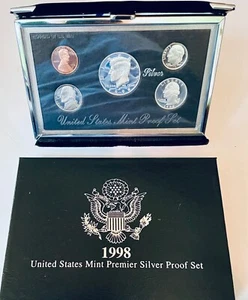 Silver
United States Mint Proof Set
1998
United States Mint Premier Silver Proof Set